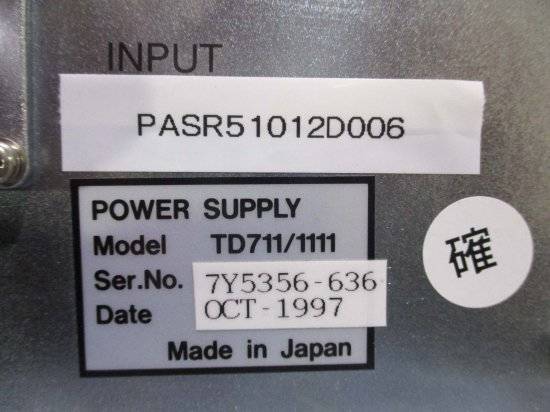 INPUT
PASR51012D006
POWER SUPPLY
Model TD711/1111
Ser.No. 7Y5356-636
Date OCT-1997
Made in Japan
確